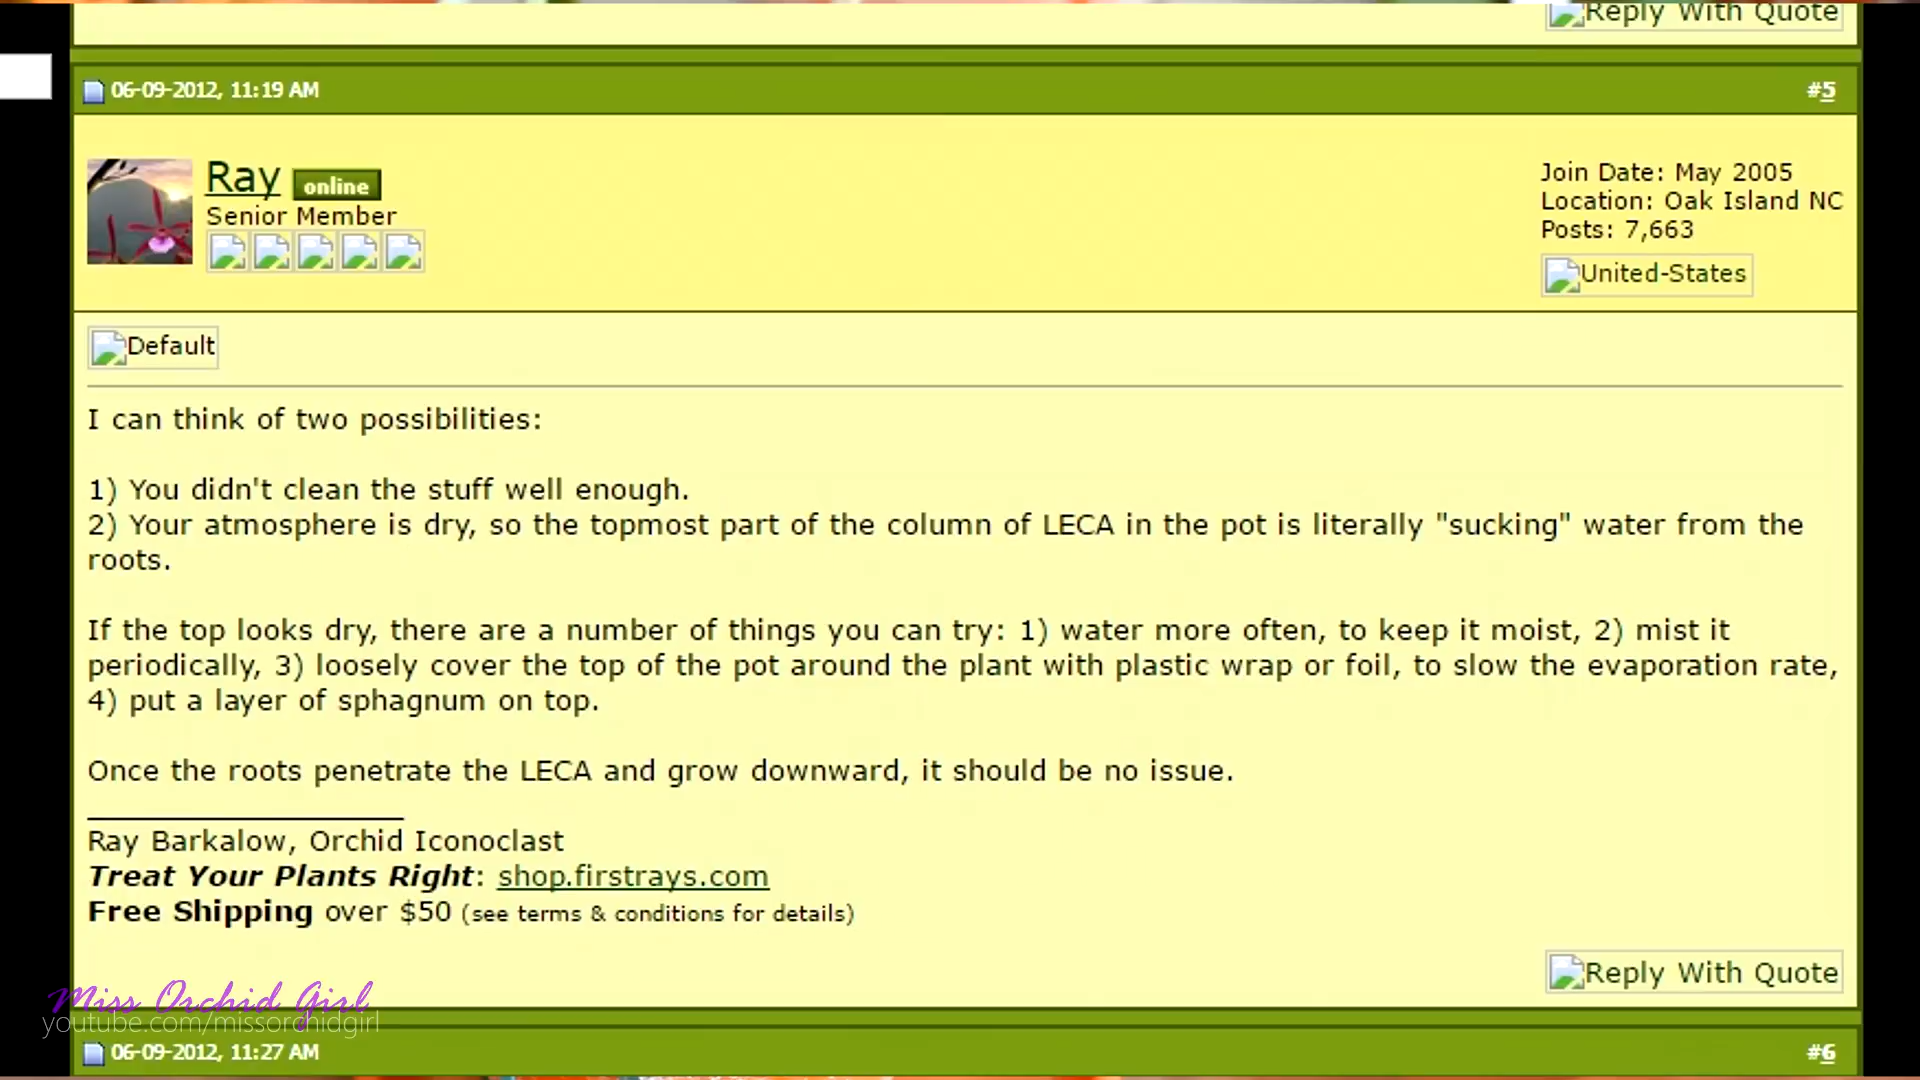 Reply With Quote
06-09-2012, 11:19 AM #5
Ray online
Senior Member
Join Date: May 2005
Location: Oak Island NC
Posts: 7,663
United-States
Default
I can think of two possibilities:
1) You didn't clean the stuff well enough.
2) Your atmosphere is dry, so the topmost part of the column of LECA in the pot is literally "sucking" water from the
roots.
If the top looks dry, there are a number of things you can try: 1) water more often, to keep it moist, 2) mist it
periodically, 3) loosely cover the top of the pot around the plant with plastic wrap or foil, to slow the evaporation rate,
4) put a layer of sphagnum on top.
Once the roots penetrate the LECA and grow downward, it should be no issue.
Ray Barkalow, Orchid Iconoclast
Treat Your Plants Right: shop.firstrays.com
Free Shipping over $50 (see terms & conditions for details)
Reply With Quote
Miss Orchid Girl
youtube.com/missorchidgirl
06-09-2012, 11:27 AM #6